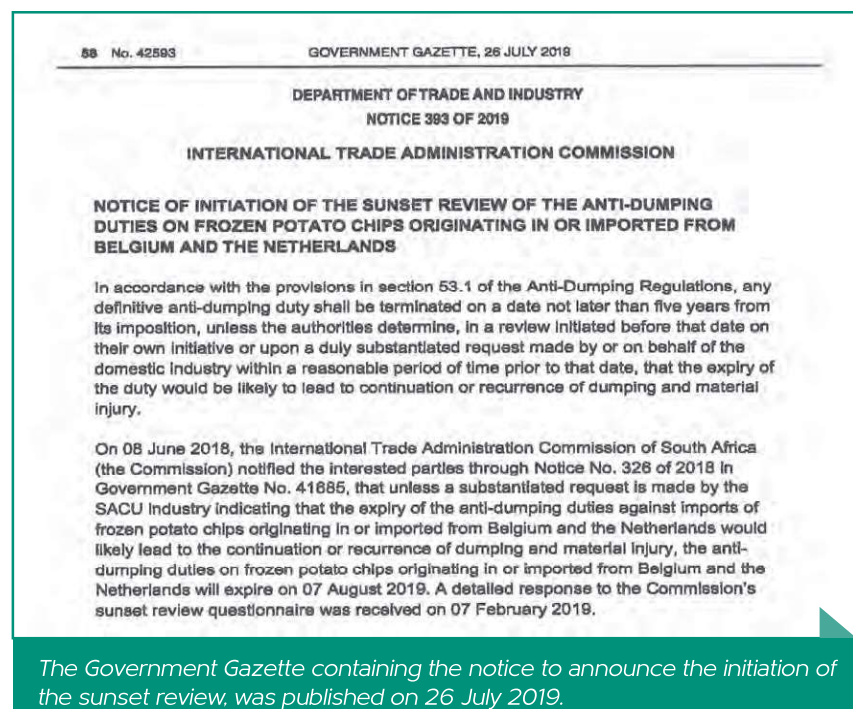 58 No. 42593 GOVERNMENT GAZETTE, 26 JULY 2019
DEPARTMENT OF TRADE AND INDUSTRY
NOTICE 393 OF 2019
INTERNATIONAL TRADE ADMINISTRATION COMMISSION
NOTICE OF INITIATION OF THE SUNSET REVIEW OF THE ANTI-DUMPING
DUTIES ON FROZEN POTATO CHIPS ORIGINATING IN OR IMPORTED FROM
BELGIUM AND THE NETHERLANDS
In accordance with the provisions in section 53.1 of the Anti-Dumping Regulations, any
definitive anti-dumping duty shall be terminated on a date not later than five years from
its imposition, unless the authorities determine, in a review initiated before that date on
their own initiative or upon a duly substantiated request made by or on behalf of the
domestic industry within a reasonable period of time prior to that date, that the expiry of
the duty would be likely to lead to continuation or recurrence of dumping and material
injury.
On 08 June 2018, the International Trade Administration Commission of South Africa
(the Commission) notified the interested parties through Notice No. 326 of 2018 in
Government Gazette No. 41685, that unless a substantiated request is made by the
SACU industry indicating that the expiry of the anti-dumping duties against imports of
frozen potato chips originating in or imported from Belgium and the Netherlands would
likely lead to the continuation or recurrence of dumping and material injury, the anti-
dumping duties on frozen potato chips originating in or imported from Belgium and the
Netherlands will expire on 07 August 2019. A detailed response to the Commission's
sunset review questionnaire was received on 07 February 2019.
The Government Gazette containing the notice to announce the initiation of
the sunset review, was published on 26 July 2019.